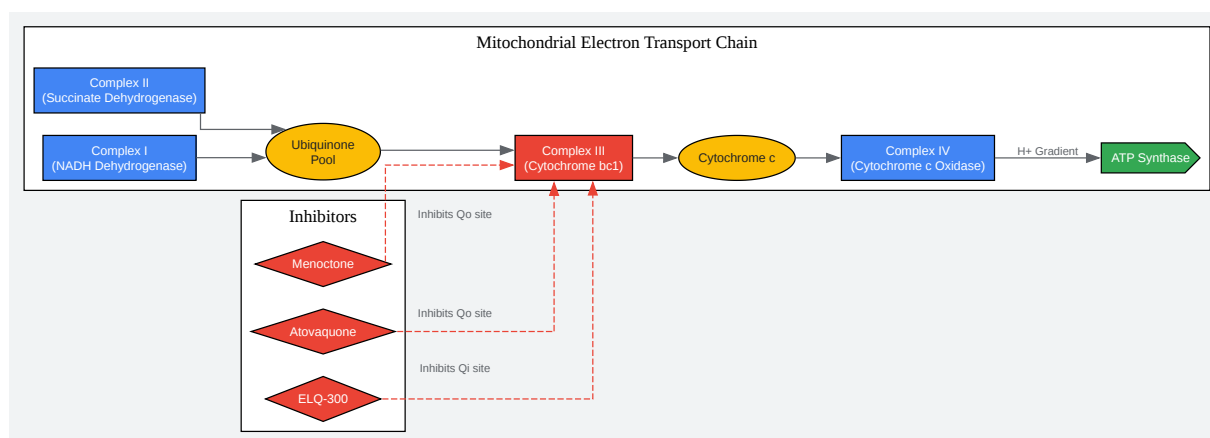 Mitochondrial Electron Transport Chain
Complex II
(Succinate Dehydrogenase)
Complex I
(NADH Dehydrogenase)
Ubiquinone
Pool
Complex III
(Cytochrome bc1)
Cytochrome c
Complex IV
(Cytochrome c Oxidase)
H+ Gradient
ATP Synthase
Inhibitors
Inhibits Qo site
Menoctone
Inhibits Qo site
Atovaquone
Inhibits Qi site
ELQ-300